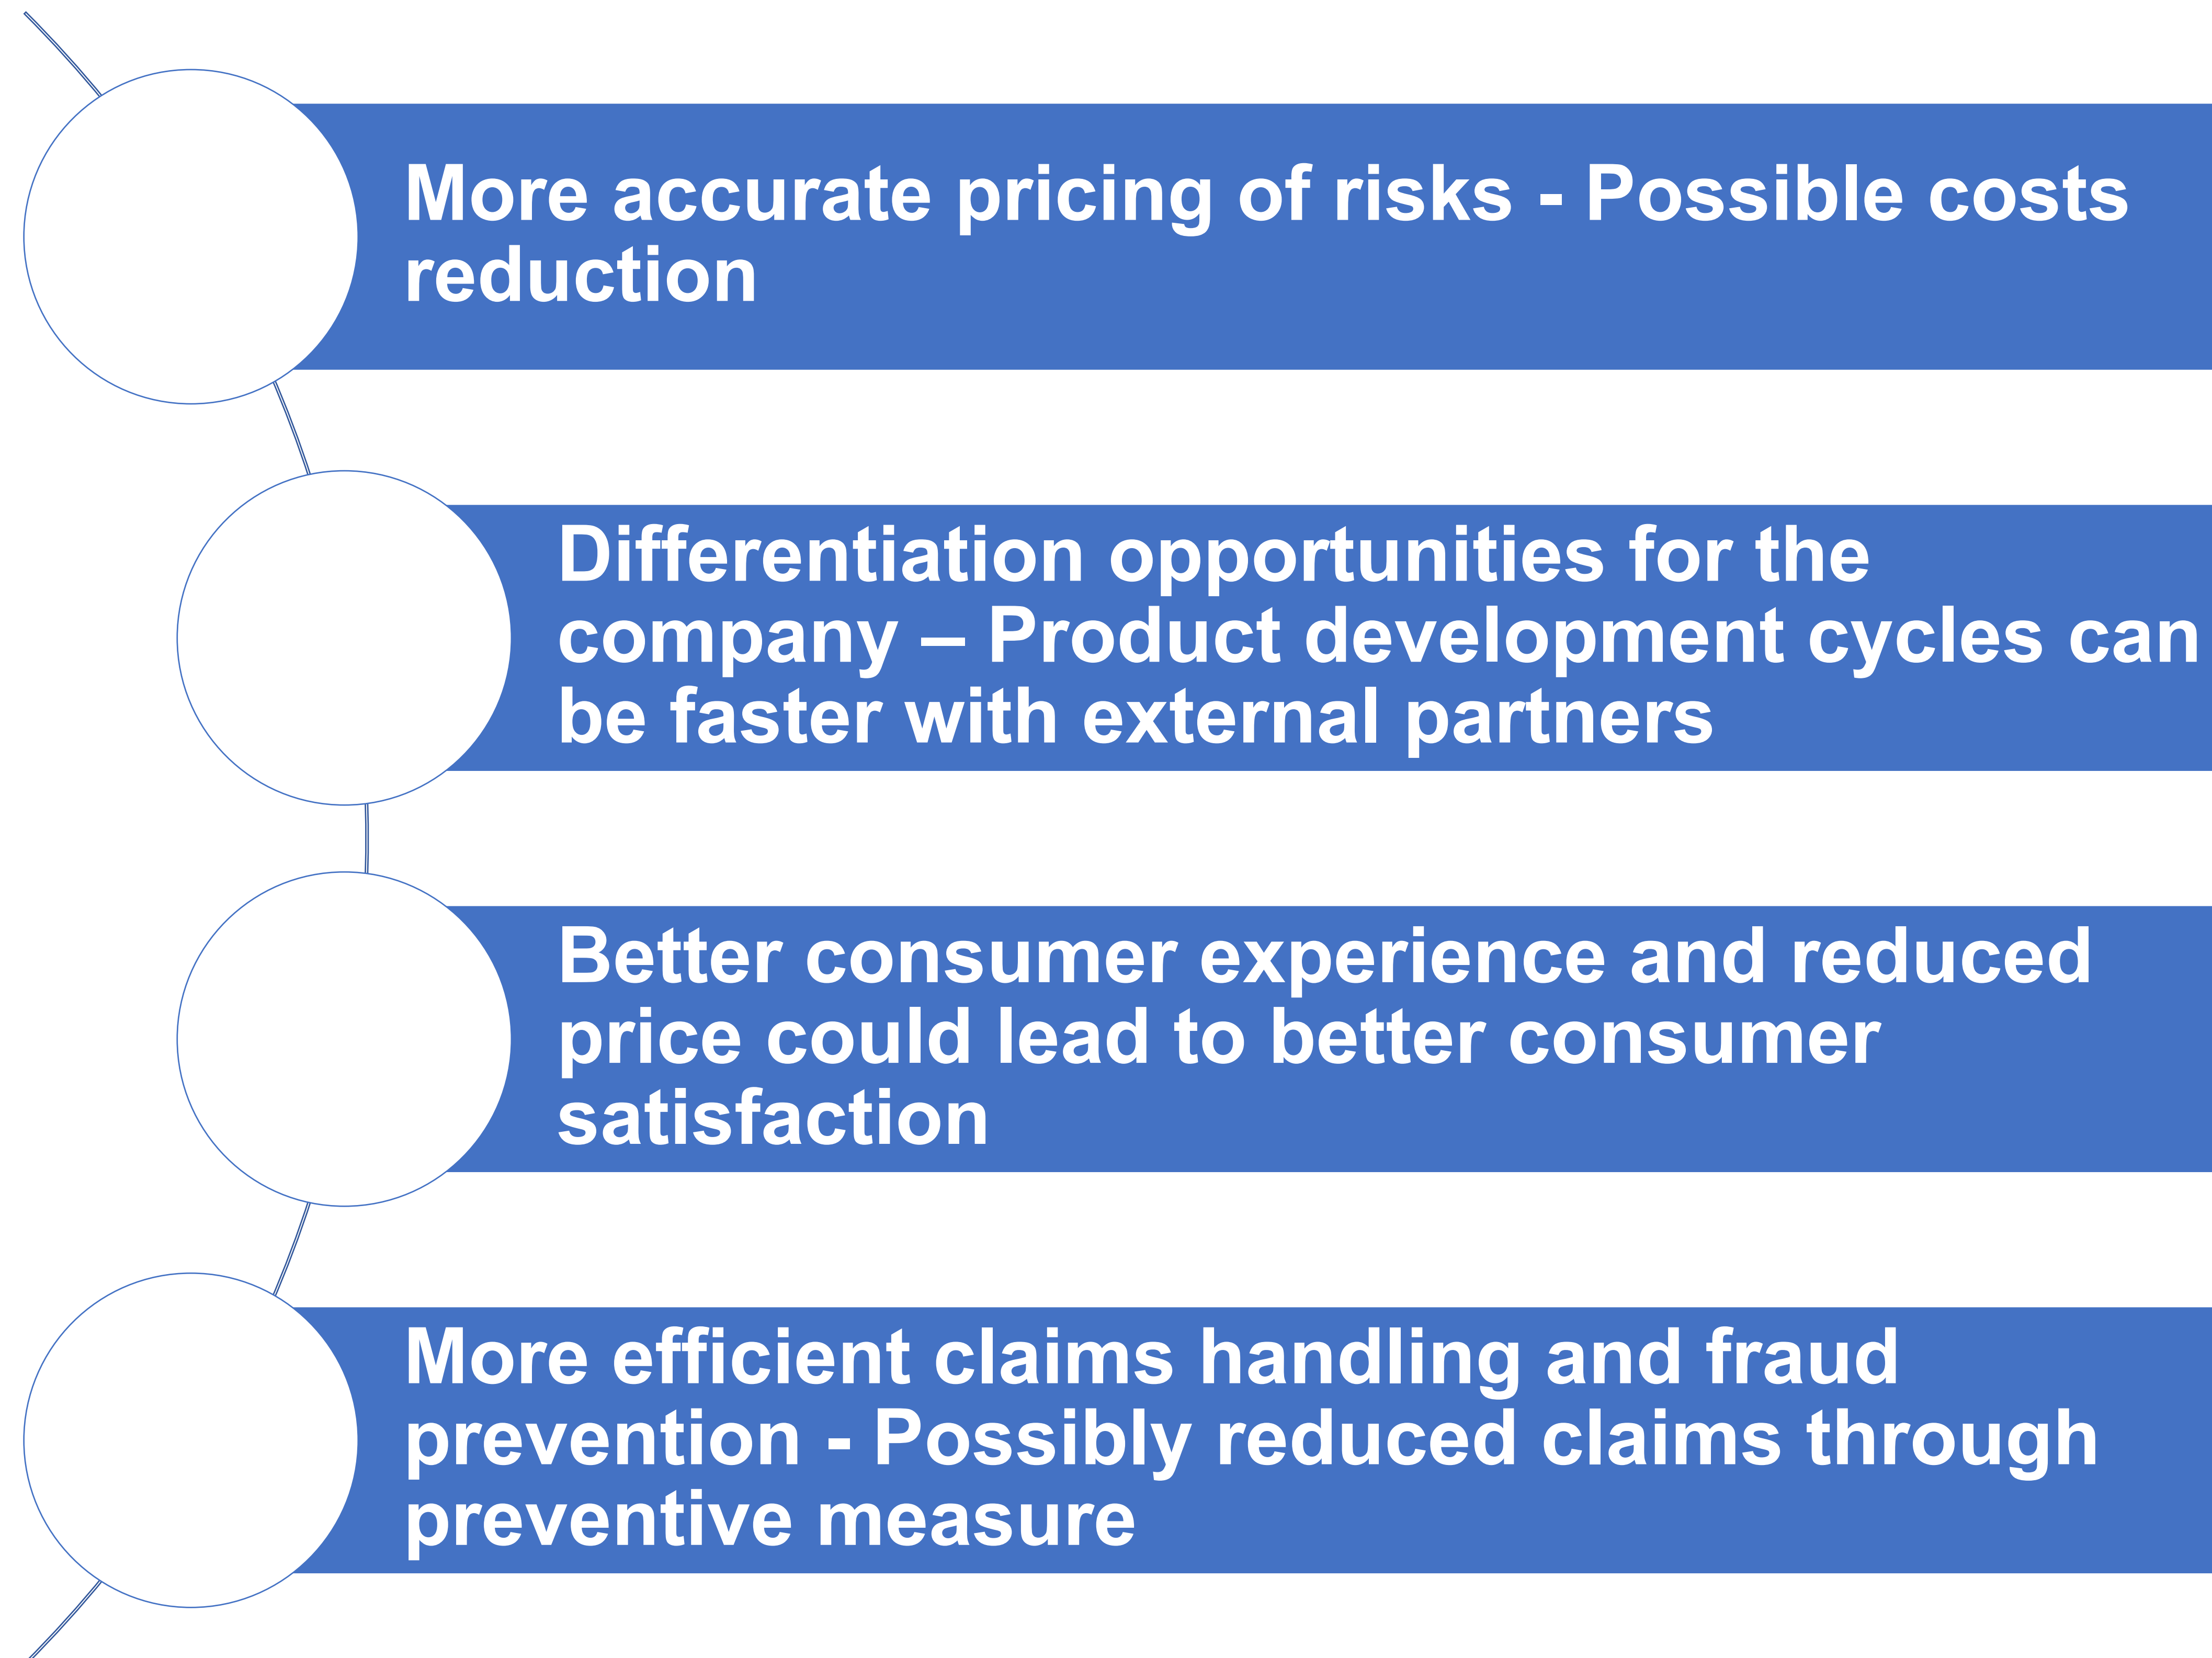 More accurate pricing of risks - Possible costs
reduction
Differentiation opportunities for the
company – Product development cycles can
be faster with external partners
Better consumer experience and reduced
price could lead to better consumer
satisfaction
More efficient claims handling and fraud
prevention - Possibly reduced claims through
preventive measure